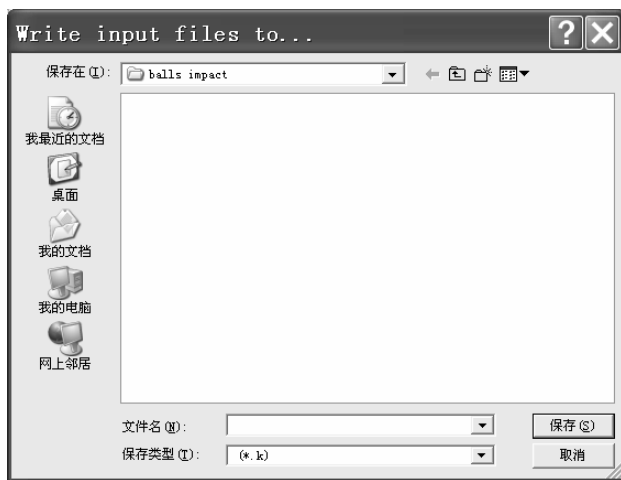 Write input files to...
保存在(I):
balls impact
我最近的文档
桌面
我的文档
我的电脑
网上邻居
文件名(N):
保存(S)
保存类型(T):
(*.k)
取消